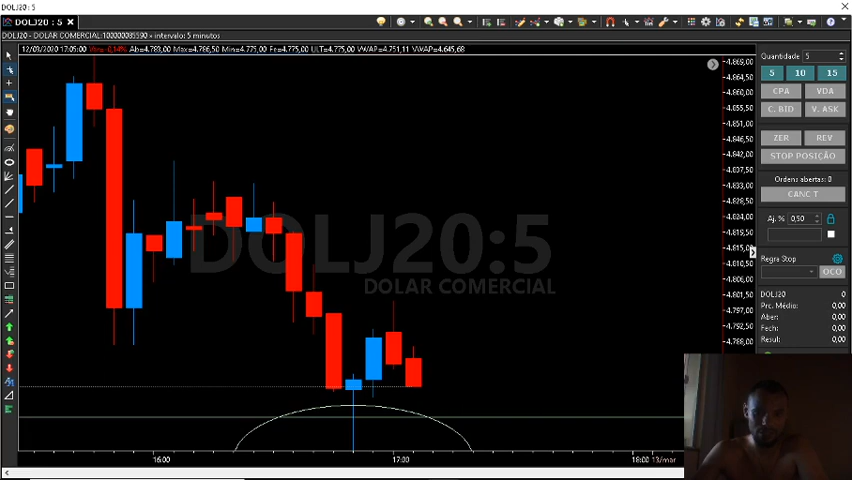 DOLJ20: 5
DOLJ20 : 5
DOLJ20 - DOLAR COMERCIAL:100000085590 » intervalo: 5 minutos
12/03/2020 17:05:00 Var=-0,14% Ab=4.783,00 Max=4.786,50 Min=4.775,00 Fe=4.775,00 ULT=4.775,00 VWAP=4.751,11 VWAP=4.645,68
4.869,00
4.864,50
4.860,00
4.855,50
4.851,00
4.846,50
4.842,00
4.837,50
4.833,00
4.828,50
4.824,00
4.819,50
4.815,00
4.810,50
4.806,00
4.801,50
4.797,00
4.792,50
4.788,00
DOLJ20:5
DOLAR COMERCIAL
16:00
17:00
18:00 13/mar
Quantidade 5
5 10 15
CPA VDA
C. BID V. ASK
ZER REV
STOP POSIÇÃO
Ordens abertas: 0
CANC T
Aj. % 0,50
Regra Stop
OCO
DOLJ20 0
Prc. Médio: 0,00
Aber: 0,00
Fech: 0,00
Result: 0,00